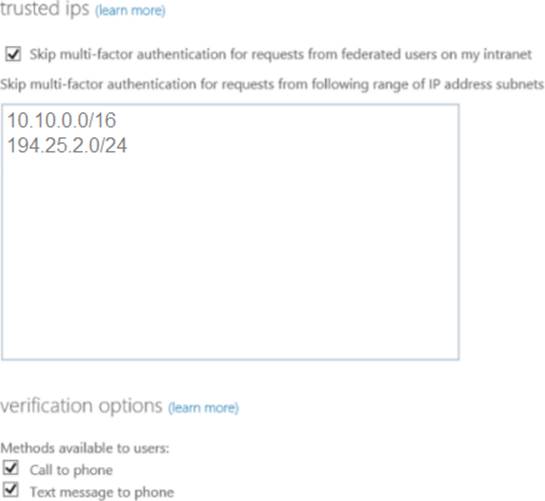 trusted ips (learn more)
Skip multi-factor authentication for requests from federated users on my intranet
Skip multi-factor authentication for requests from following range of IP address subnets
10.10.0.0/16
194.25.2.0/24
verification options (learn more)
Methods available to users:
Call to phone
Text message to phone